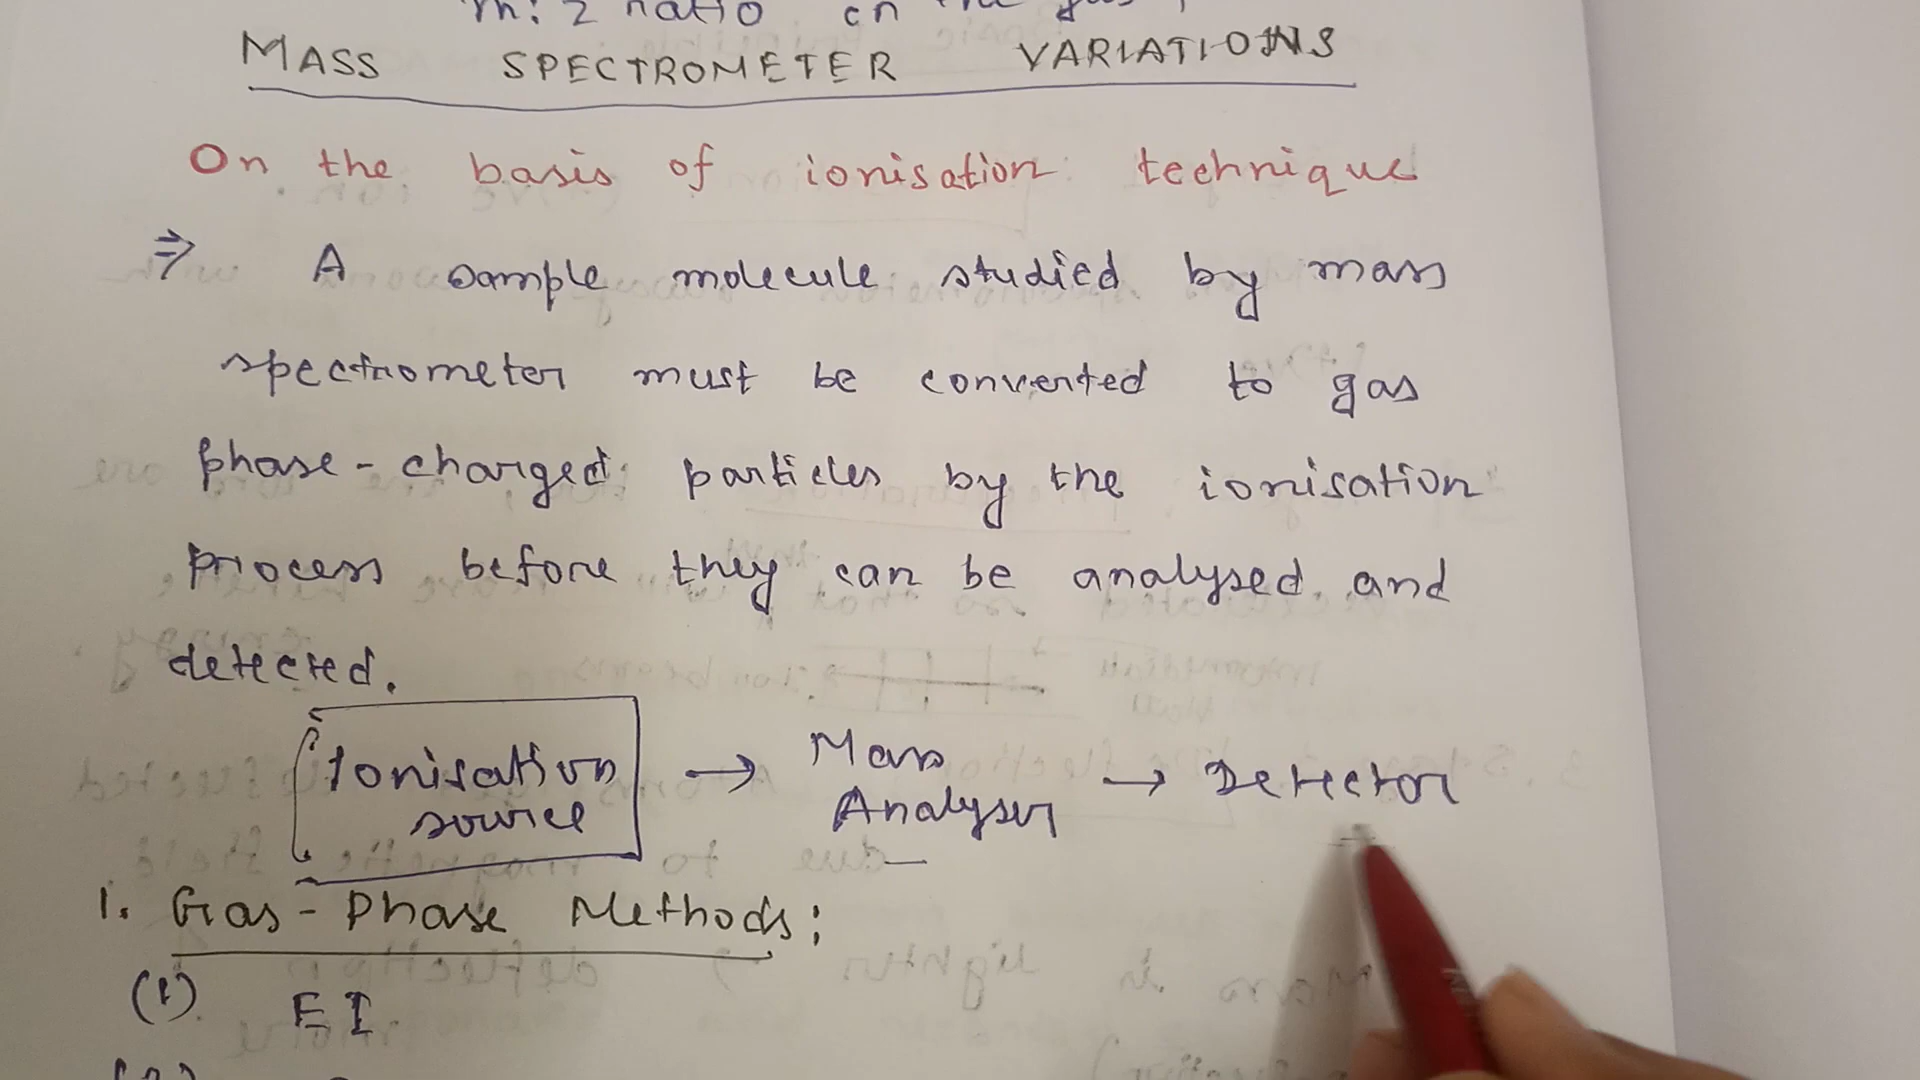 m: z ratio
MASS SPECTROMETER VARIATIONS
On the basis of ionisation technique
⇒ A sample molecule studied by mass
spectrometer must be converted to gas
phase - charged particles by the ionisation
process before they can be analysed and
detected.
Ionisation source → Mass Analyser → Detector
1. Gas - Phase Methods:
(1) EI